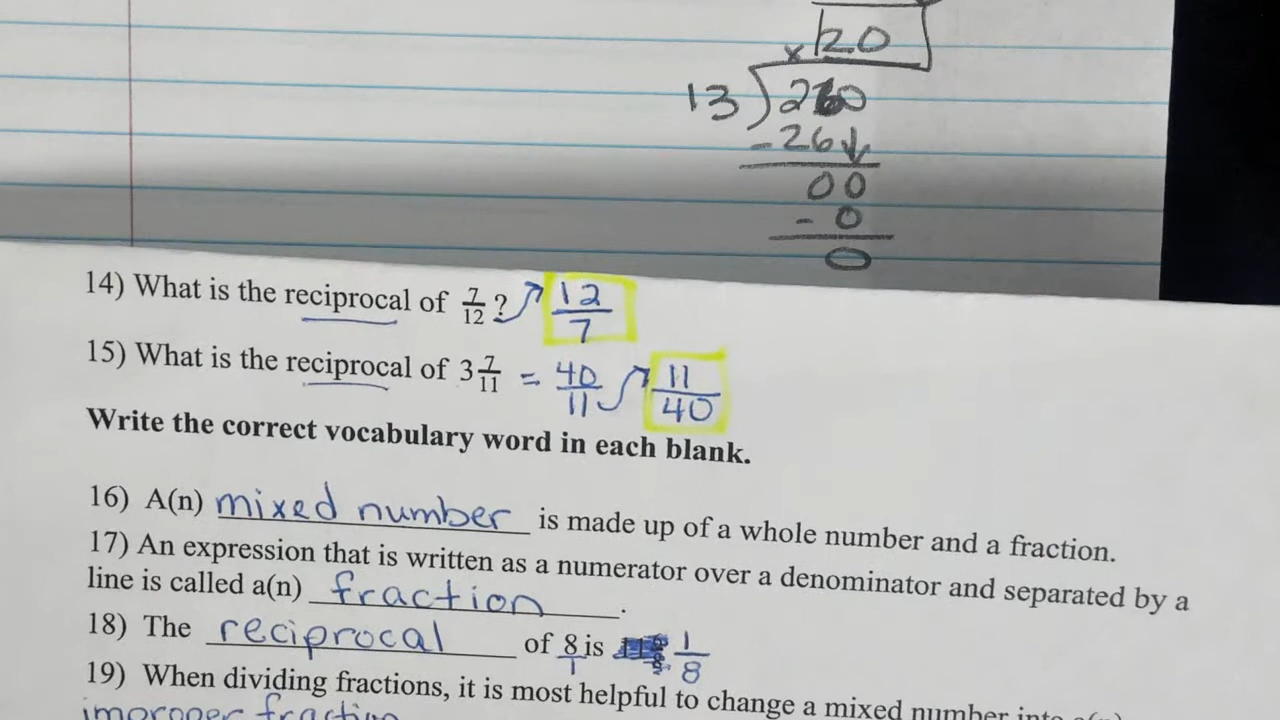 × 20
13 ) 260
- 26 ↓
00
- 0
0
14) What is the reciprocal of 7/12 ? 12/7
15) What is the reciprocal of 3 7/11 = 40/11 11/40
Write the correct vocabulary word in each blank.
16) A(n) mixed number is made up of a whole number and a fraction.
17) An expression that is written as a numerator over a denominator and separated by a
line is called a(n) fraction.
18) The reciprocal of 8/1 is 1/8
19) When dividing fractions, it is most helpful to change a mixed number into a(n)
improper fraction